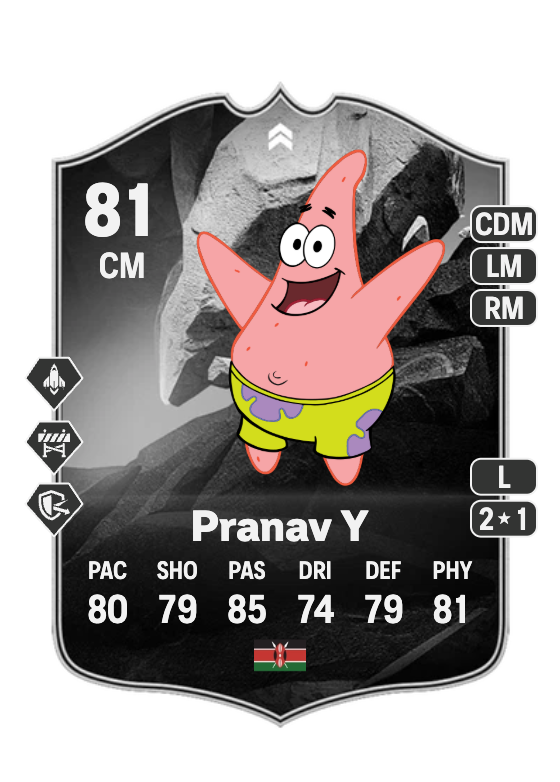 81
CM
CDM
LM
RM
L
2★1
Pranav Y
PAC SHO PAS DRI DEF PHY
80 79 85 74 79 81